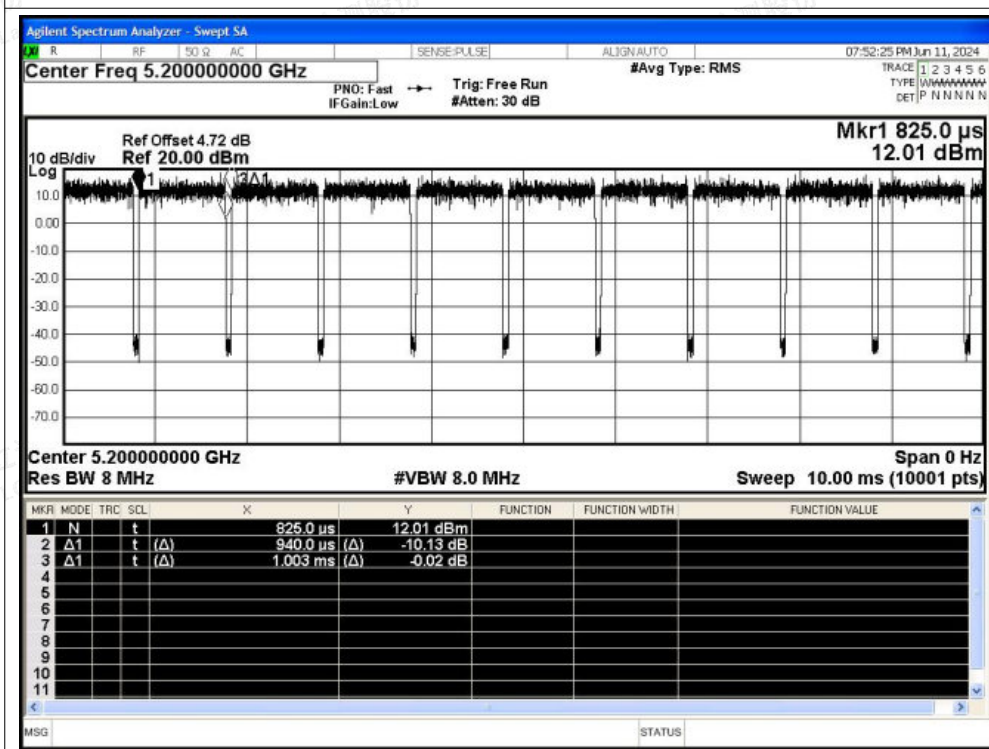 Agilent Spectrum Analyzer - Swept SA
R RF 50 Ω AC SENSE:PULSE ALIGN AUTO 07:52:25 PM Jun 11, 2024
Center Freq 5.200000000 GHz #Avg Type: RMS TRACE 1 2 3 4 5 6
PNO: Fast Trig: Free Run TYPE
IFGain:Low #Atten: 30 dB DET P N N N N N
Mkr1 825.0 µs
Ref Offset 4.72 dB
10 dB/div Ref 20.00 dBm 12.01 dBm
Log
1 3Δ1
10.0
0.00
-10.0
-20.0
-30.0
-40.0
-50.0
-60.0
-70.0
Center 5.200000000 GHz Span 0 Hz
Res BW 8 MHz #VBW 8.0 MHz Sweep 10.00 ms (10001 pts)
MKR MODE TRC SCL X Y FUNCTION FUNCTION WIDTH FUNCTION VALUE
1 N t 825.0 µs 12.01 dBm
2 Δ1 t (Δ) 940.0 µs (Δ) -10.13 dB
3 Δ1 t (Δ) 1.003 ms (Δ) -0.02 dB
4
5
6
7
8
9
10
11
MSG STATUS